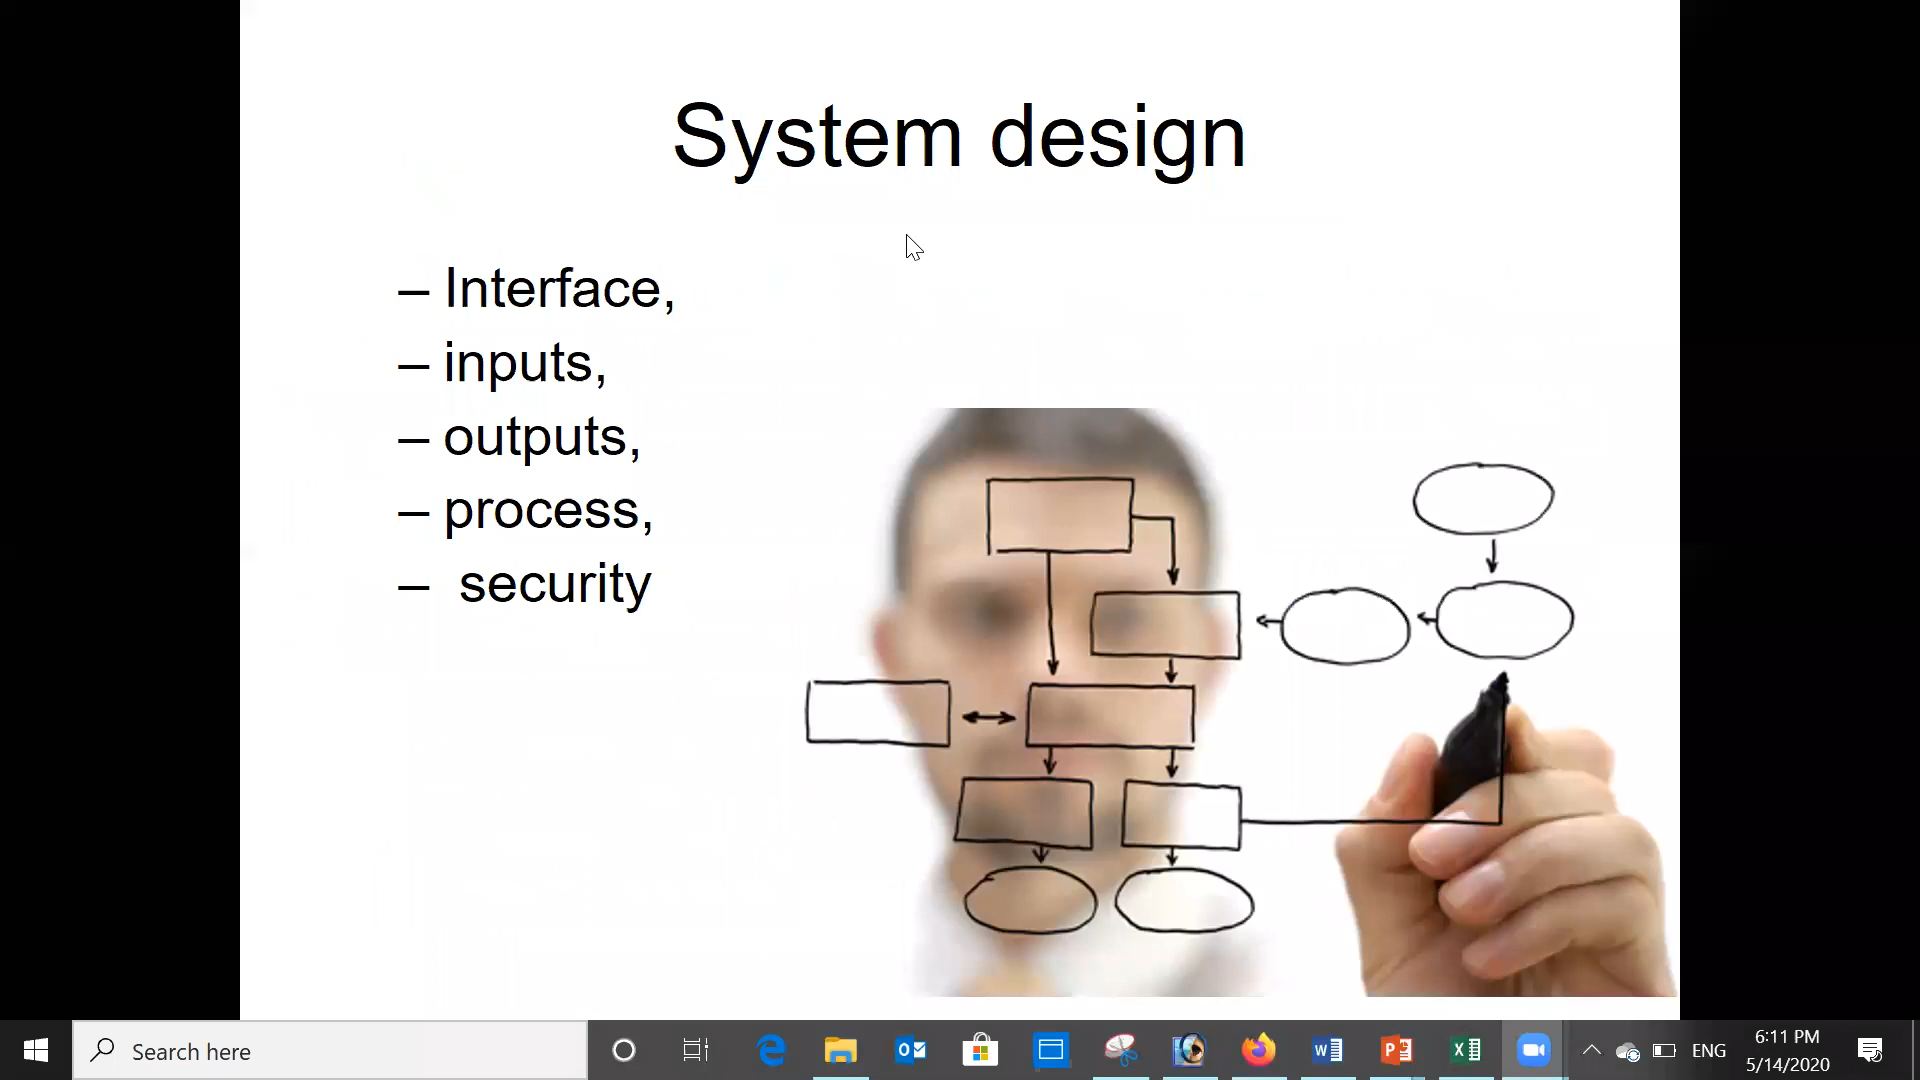 System design
– Interface,
– inputs,
– outputs,
– process,
– security
Search here
ENG
6:11 PM
5/14/2020